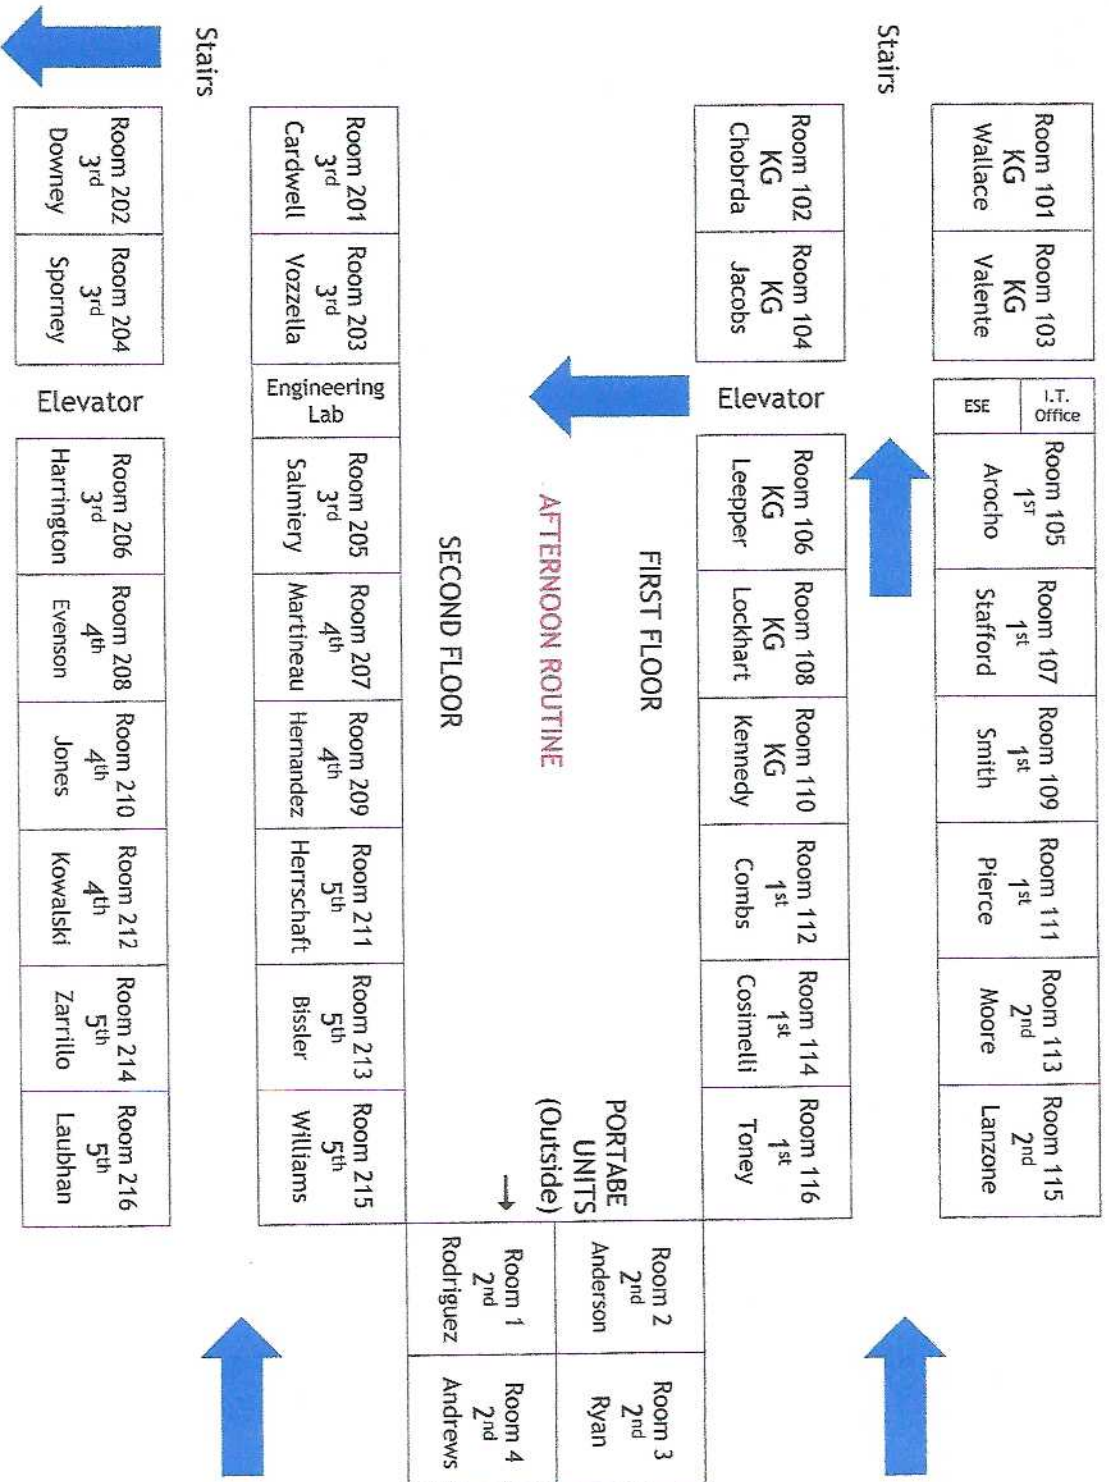 Stairs
Room 101
KG
Wallace
Room 103
KG
Valente
I.T.
Office
ESE
Room 105
1ST
Arocho
Room 107
1st
Stafford
Room 109
1st
Smith
Room 111
1st
Pierce
Room 113
2nd
Moore
Room 115
2nd
Lanzone
Room 102
KG
Chobrda
Room 104
KG
Jacobs
Elevator
Room 106
KG
Leepper
Room 108
KG
Lockhart
Room 110
KG
Kennedy
Room 112
1st
Combs
Room 114
1st
Cosimelli
Room 116
1st
Toney
FIRST FLOOR
AFTERNOON ROUTINE
PORTABE
UNITS
(Outside)
Room 2
2nd
Anderson
Room 3
2nd
Ryan
Room 1
2nd
Rodriguez
Room 4
2nd
Andrews
SECOND FLOOR
Stairs
Room 201
3rd
Cardwell
Room 203
3rd
Vozzella
Engineering
Lab
Room 205
3rd
Salmiery
Room 207
4th
Martineau
Room 209
4th
Hernandez
Room 211
5th
Herrschaft
Room 213
5th
Bissler
Room 215
5th
Williams
Room 202
3rd
Downey
Room 204
3rd
Sporney
Elevator
Room 206
3rd
Harrington
Room 208
4th
Evenson
Room 210
4th
Jones
Room 212
4th
Kowalski
Room 214
5th
Zarrillo
Room 216
5th
Laubhan